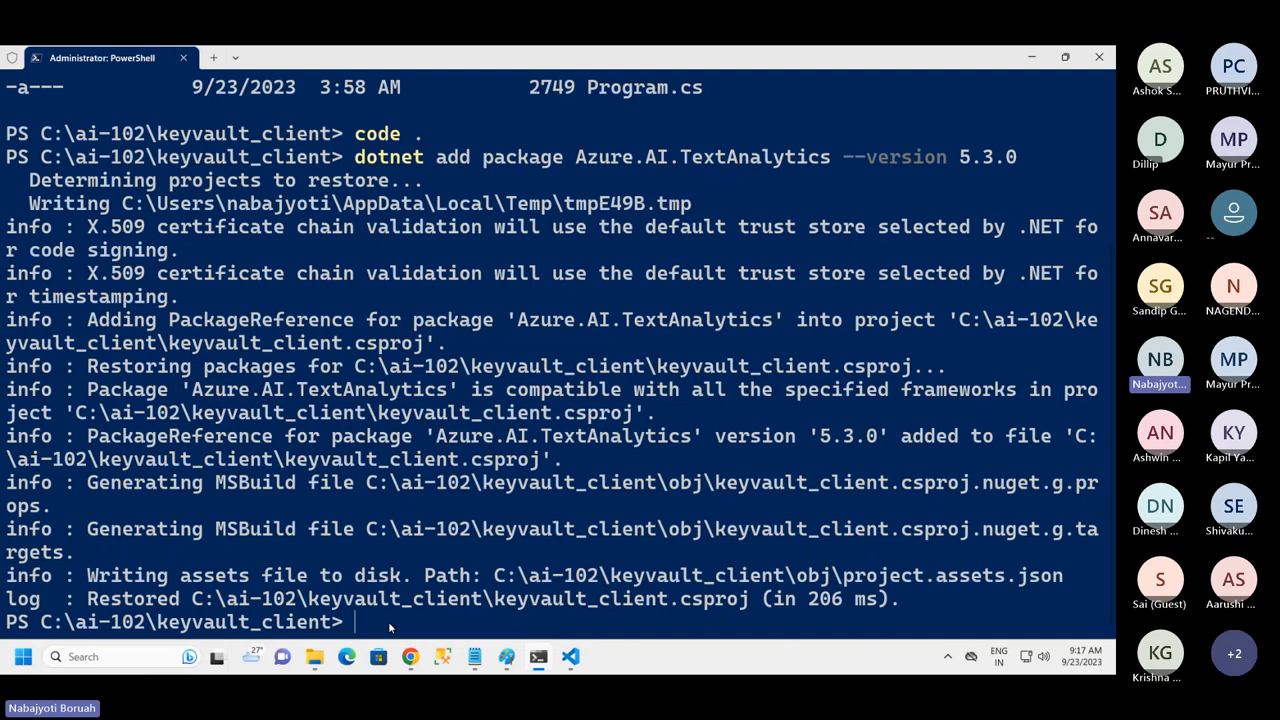 Administrator: PowerShell
-a--- 9/23/2023 3:58 AM 2749 Program.cs
PS C:\ai-102\keyvault_client> code .
PS C:\ai-102\keyvault_client> dotnet add package Azure.AI.TextAnalytics --version 5.3.0
Determining projects to restore...
Writing C:\Users\nabajyoti\AppData\Local\Temp\tmpE49B.tmp
info : X.509 certificate chain validation will use the default trust store selected by .NET fo
r code signing.
info : X.509 certificate chain validation will use the default trust store selected by .NET fo
r timestamping.
info : Adding PackageReference for package 'Azure.AI.TextAnalytics' into project 'C:\ai-102\ke
yvault_client\keyvault_client.csproj'.
info : Restoring packages for C:\ai-102\keyvault_client\keyvault_client.csproj...
info : Package 'Azure.AI.TextAnalytics' is compatible with all the specified frameworks in pro
ject 'C:\ai-102\keyvault_client\keyvault_client.csproj'.
info : PackageReference for package 'Azure.AI.TextAnalytics' version '5.3.0' added to file 'C:
\ai-102\keyvault_client\keyvault_client.csproj'.
info : Generating MSBuild file C:\ai-102\keyvault_client\obj\keyvault_client.csproj.nuget.g.pr
ops.
info : Generating MSBuild file C:\ai-102\keyvault_client\obj\keyvault_client.csproj.nuget.g.ta
rgets.
info : Writing assets file to disk. Path: C:\ai-102\keyvault_client\obj\project.assets.json
log : Restored C:\ai-102\keyvault_client\keyvault_client.csproj (in 206 ms).
PS C:\ai-102\keyvault_client>
Search
27°
ENG
IN
9:17 AM
9/23/2023
Nabajyoti Boruah
AS PC
Ashok S... PRUTHVI...
D MP
Dillip Mayur Pr...
SA
Annavar... --
SG N
Sandip G... NAGEND...
NB MP
Nabajyot... Mayur Pr...
AN KY
Ashwin ... Kapil Ya...
DN SE
Dinesh ... Shivaku...
S AS
Sai (Guest) Aarushi ...
KG +2
Krishna ...